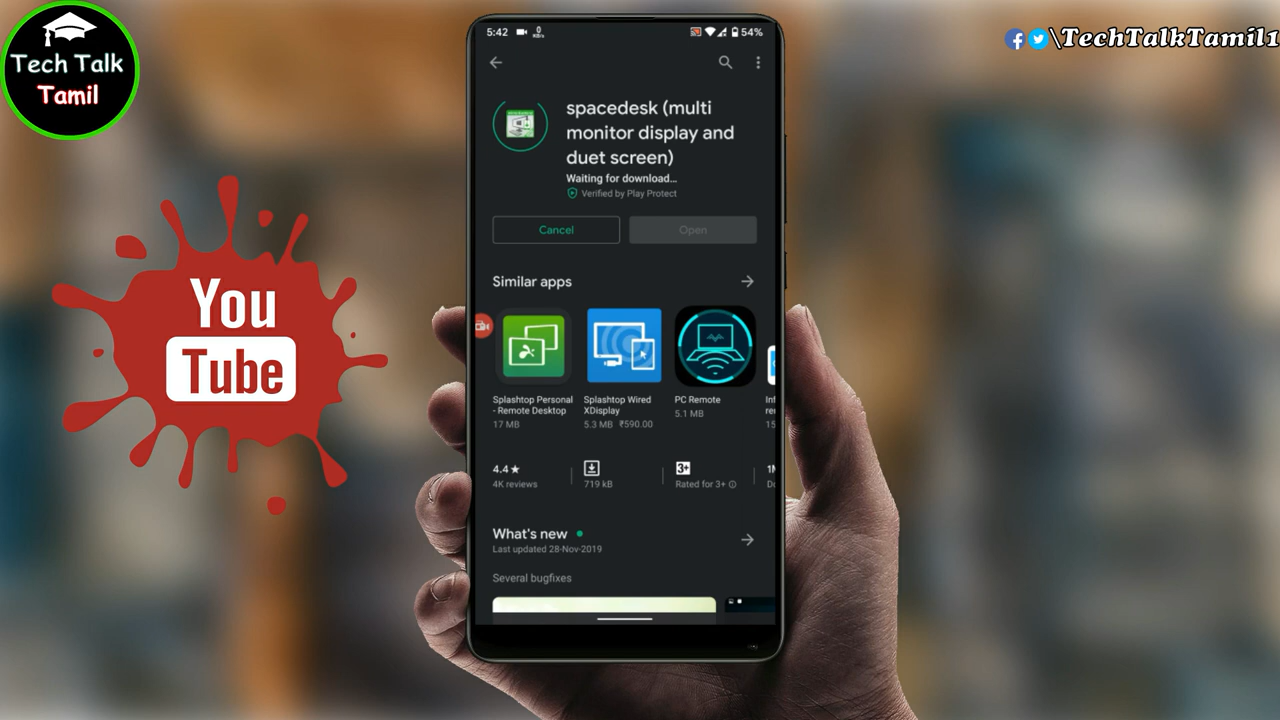 Tech Talk
Tamil
\TechTalkTamil1
5:42
0
54%
spacedesk (multi
monitor display and
duet screen)
Waiting for download...
Verified by Play Protect
Cancel
Open
Similar apps
Splashtop Personal
- Remote Desktop
17 MB
Splashtop Wired
XDisplay
5.3 MB ₹590.00
PC Remote
5.1 MB
4.4★
4K reviews
719 kB
3+
Rated for 3+
What's new
Last updated 28-Nov-2019
Several bugfixes
You
Tube